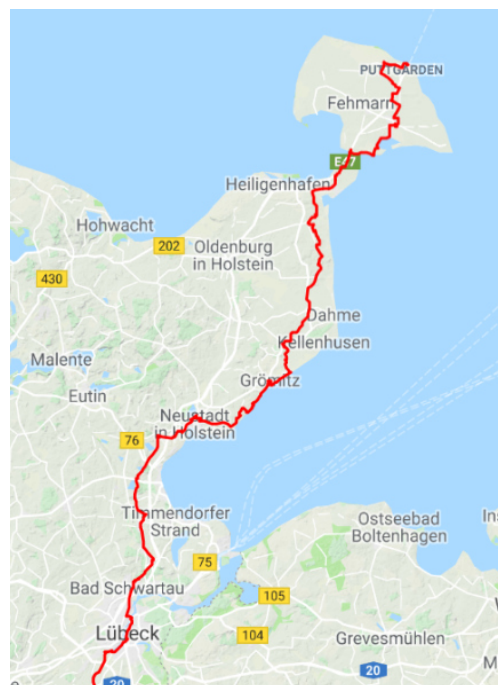 PUTTGARDEN
Fehmarn
E47
Heiligenhafen
Hohwacht
202
Oldenburg
in Holstein
430
Dahme
Kellenhusen
Malente
Grömitz
Eutin
Neustadt
in Holstein
76
Timmendorfer
Strand
Ostseebad
Boltenhagen
Ins
75
Bad Schwartau
105
Lübeck
104
Grevesmühlen
M
20
20